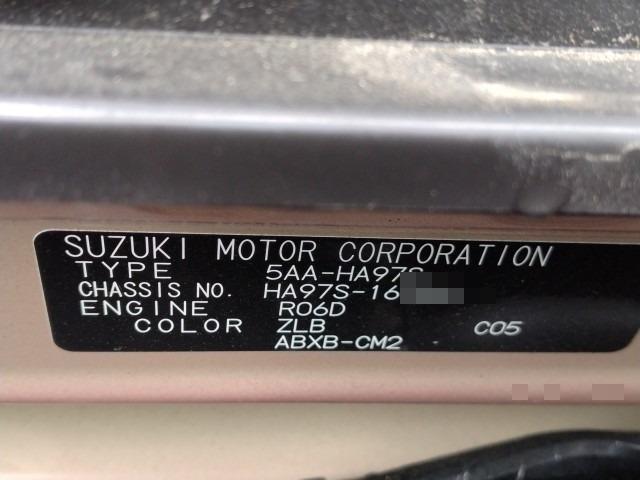 SUZUKI MOTOR CORPORATION
TYPE 5AA-HA97S
CHASSIS NO. HA97S-16
ENGINE R06D
COLOR ZLB C05
ABXB-CM2